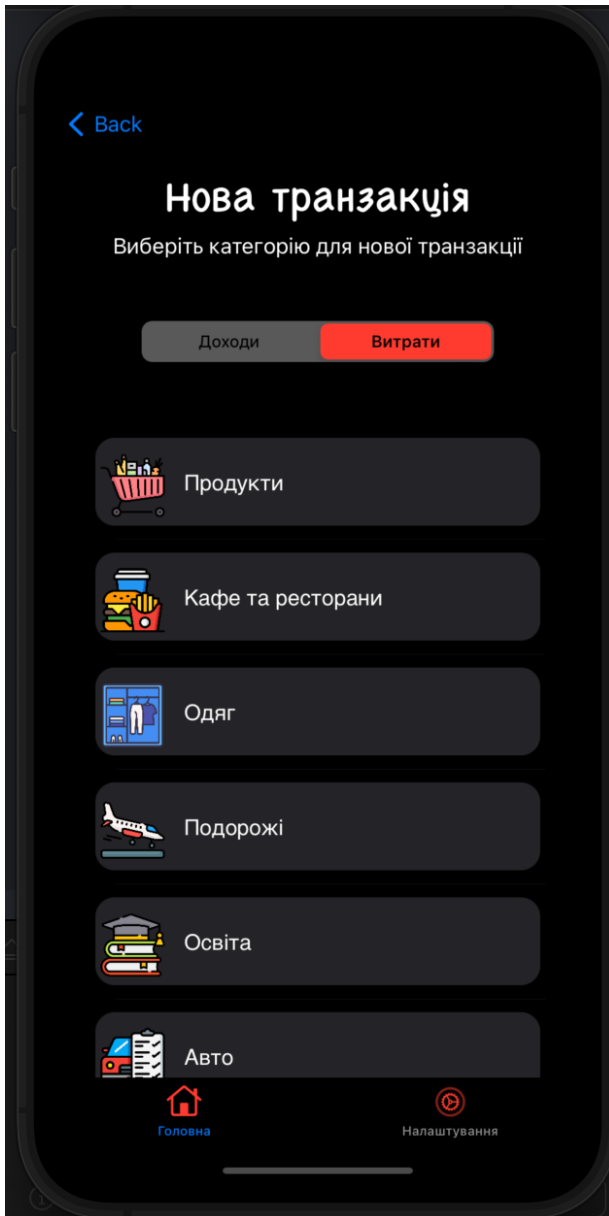 Back
Нова транзакція
Виберіть категорію для нової транзакції
Доходи Витрати
Продукти
Кафе та ресторани
Одяг
Подорожі
Освіта
Авто
Головна Налаштування